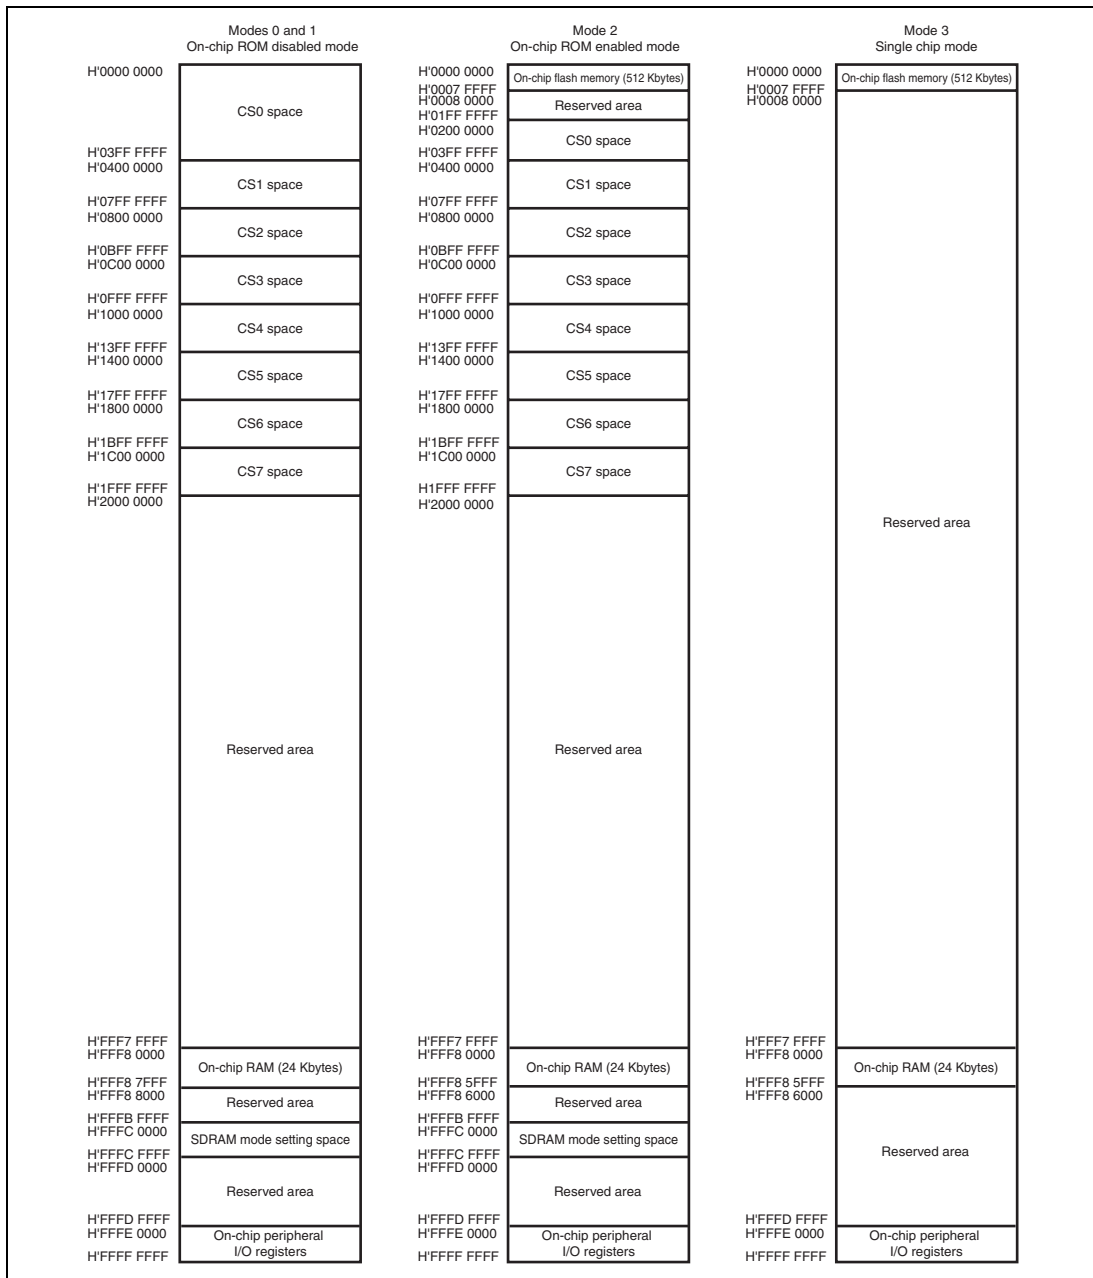 Modes 0 and 1
On-chip ROM disabled mode
H'0000 0000
CS0 space
H'03FF FFFF
H'0400 0000
CS1 space
H'07FF FFFF
H'0800 0000
CS2 space
H'0BFF FFFF
H'0C00 0000
CS3 space
H'0FFF FFFF
H'1000 0000
CS4 space
H'13FF FFFF
H'1400 0000
CS5 space
H'17FF FFFF
H'1800 0000
CS6 space
H'1BFF FFFF
H'1C00 0000
CS7 space
H'1FFF FFFF
H'2000 0000
Reserved area
H'FFF7 FFFF
H'FFF8 0000
On-chip RAM (24 Kbytes)
H'FFF8 7FFF
H'FFF8 8000
Reserved area
H'FFFB FFFF
H'FFFC 0000
SDRAM mode setting space
H'FFFC FFFF
H'FFFD 0000
Reserved area
H'FFFD FFFF
H'FFFE 0000
On-chip peripheral
I/O registers
H'FFFF FFFF
Mode 2
On-chip ROM enabled mode
H'0000 0000
On-chip flash memory (512 Kbytes)
H'0007 FFFF
H'0008 0000
Reserved area
H'01FF FFFF
H'0200 0000
CS0 space
H'03FF FFFF
H'0400 0000
CS1 space
H'07FF FFFF
H'0800 0000
CS2 space
H'0BFF FFFF
H'0C00 0000
CS3 space
H'0FFF FFFF
H'1000 0000
CS4 space
H'13FF FFFF
H'1400 0000
CS5 space
H'17FF FFFF
H'1800 0000
CS6 space
H'1BFF FFFF
H'1C00 0000
CS7 space
H1FFF FFFF
H'2000 0000
Reserved area
H'FFF7 FFFF
H'FFF8 0000
On-chip RAM (24 Kbytes)
H'FFF8 5FFF
H'FFF8 6000
Reserved area
H'FFFB FFFF
H'FFFC 0000
SDRAM mode setting space
H'FFFC FFFF
H'FFFD 0000
Reserved area
H'FFFD FFFF
H'FFFE 0000
On-chip peripheral
I/O registers
H'FFFF FFFF
Mode 3
Single chip mode
H'0000 0000
On-chip flash memory (512 Kbytes)
H'0007 FFFF
H'0008 0000
Reserved area
H'FFF7 FFFF
H'FFF8 0000
On-chip RAM (24 Kbytes)
H'FFF8 5FFF
H'FFF8 6000
Reserved area
H'FFFD FFFF
H'FFFE 0000
On-chip peripheral
I/O registers
H'FFFF FFFF